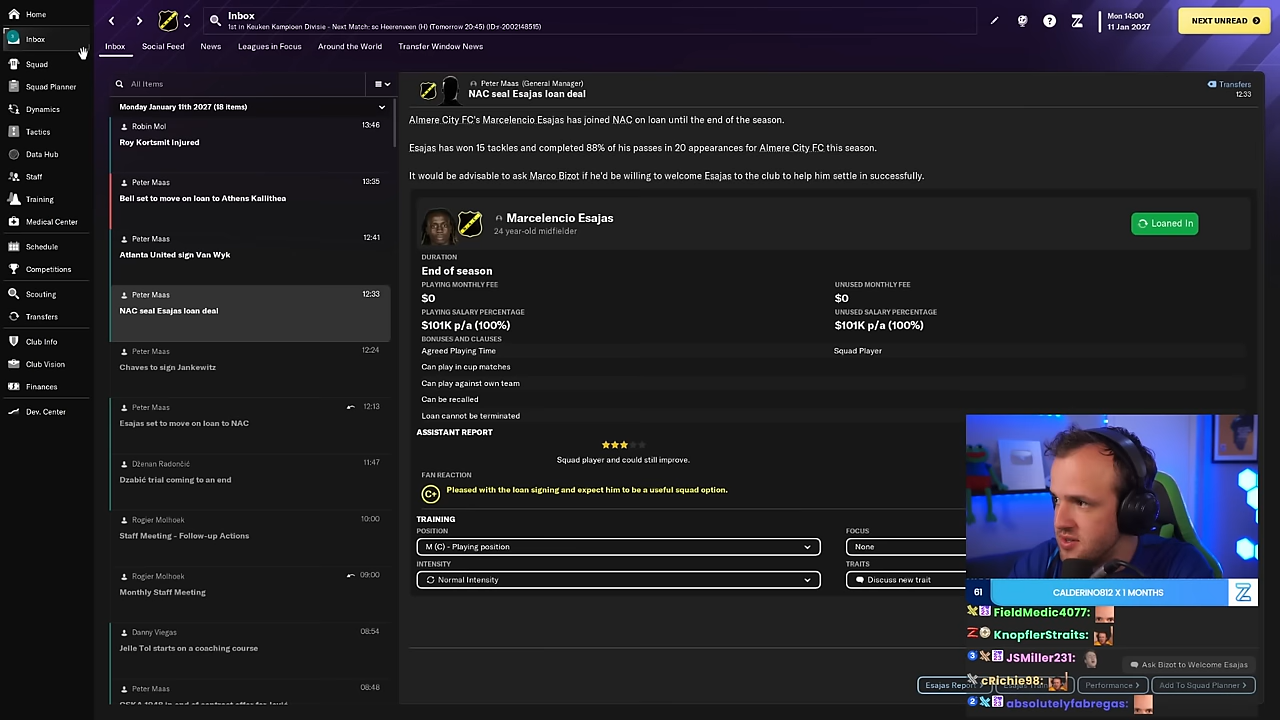 Home
Inbox
Squad
Squad Planner
Dynamics
Tactics
Data Hub
Staff
Training
Medical Center
Schedule
Competitions
Scouting
Transfers
Club Info
Club Vision
Finances
Dev. Center
Inbox
1st in Keuken Kampioen Divisie - Next Match: sc Heerenveen (H) (Tomorrow 20:45) (ID:r-2002148515)
Mon 14:00
11 Jan 2027
NEXT UNREAD
Inbox
Social Feed
News
Leagues in Focus
Around the World
Transfer Window News
All Items
Monday January 11th 2027 (18 items)
Robin Mol
13:46
Roy Kortsmit injured
Peter Maas
13:35
Bell set to move on loan to Athens Kallithea
Peter Maas
12:41
Atlanta United sign Van Wyk
Peter Maas
12:33
NAC seal Esajas loan deal
Peter Maas
12:24
Chaves to sign Jankewitz
Peter Maas
12:13
Esajas set to move on loan to NAC
Dženan Radončić
11:47
Dzabić trial coming to an end
Rogier Molhoek
10:00
Staff Meeting - Follow-up Actions
Rogier Molhoek
09:00
Monthly Staff Meeting
Danny Viegas
08:54
Jelle Tol starts on a coaching course
Peter Maas
08:48
Peter Maas (General Manager)
NAC seal Esajas loan deal
Transfers
12:33
Almere City FC's Marcelencio Esajas has joined NAC on loan until the end of the season.
Esajas has won 15 tackles and completed 88% of his passes in 20 appearances for Almere City FC this season.
It would be advisable to ask Marco Bizot if he'd be willing to welcome Esajas to the club to help him settle in successfully.
Marcelencio Esajas
24 year-old midfielder
Loaned In
DURATION
End of season
PLAYING MONTHLY FEE
UNUSED MONTHLY FEE
$0
$0
PLAYING SALARY PERCENTAGE
UNUSED SALARY PERCENTAGE
$101K p/a (100%)
$101K p/a (100%)
BONUSES AND CLAUSES
Agreed Playing Time
Squad Player
Can play in cup matches
Can play against own team
Can be recalled
Loan cannot be terminated
ASSISTANT REPORT
Squad player and could still improve.
FAN REACTION
C+
Pleased with the loan signing and expect him to be a useful squad option.
TRAINING
POSITION
FOCUS
M (C) - Playing position
None
INTENSITY
TRAITS
Normal Intensity
Discuss new trait
61
CALDERINO812 X 1 MONTHS
FieldMedic4077:
KnopflerStraits:
JSMiller231:
Ask Bizot to Welcome Esajas
cRichie98:
Esajas Report
Performance
Add To Squad Planner
absolutelyfabregas: